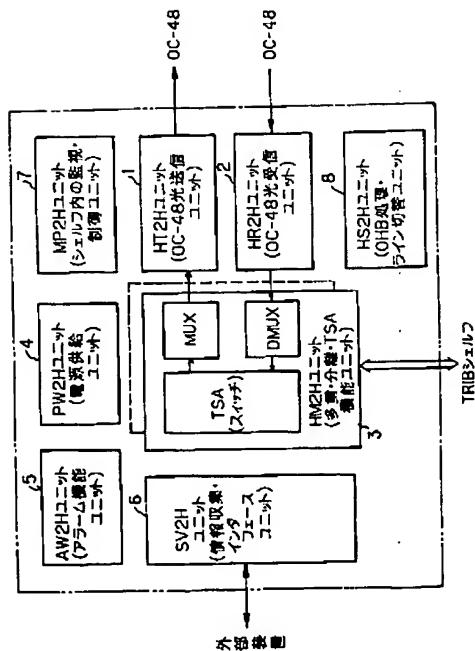 5
AW2Hユニット
(アラーム機能
ユニット)
4
PW2Hユニット
(電源供給
ユニット)
7
MP2Hユニット
(シェルフ内の監視・
制御ユニット)
6
SV2H
ユニット
(情報収集・
インタ
フェース
ユニット)
外部装置
TSA
(スイッチ)
MUX
DMUX
HM2Hユニット
(多重・分離・TSA
機能ユニット)
3
1
HT2Hユニット
(OC-48光送信
ユニット)
OC-48
2
HR2Hユニット
(OC-48光受信
ユニット)
OC-48
HS2Hユニット
(OHB処理・
ライン切替ユニット)
8
TRIBシェルフ